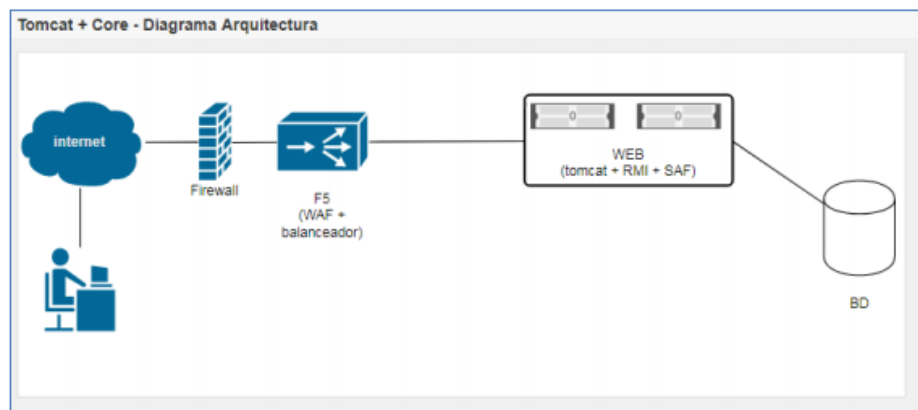 Tomcat + Core - Diagrama Arquitectura
internet
Firewall
F5
(WAF +
balanceador)
0
0
WEB
(tomcat + RMI + SAF)
BD